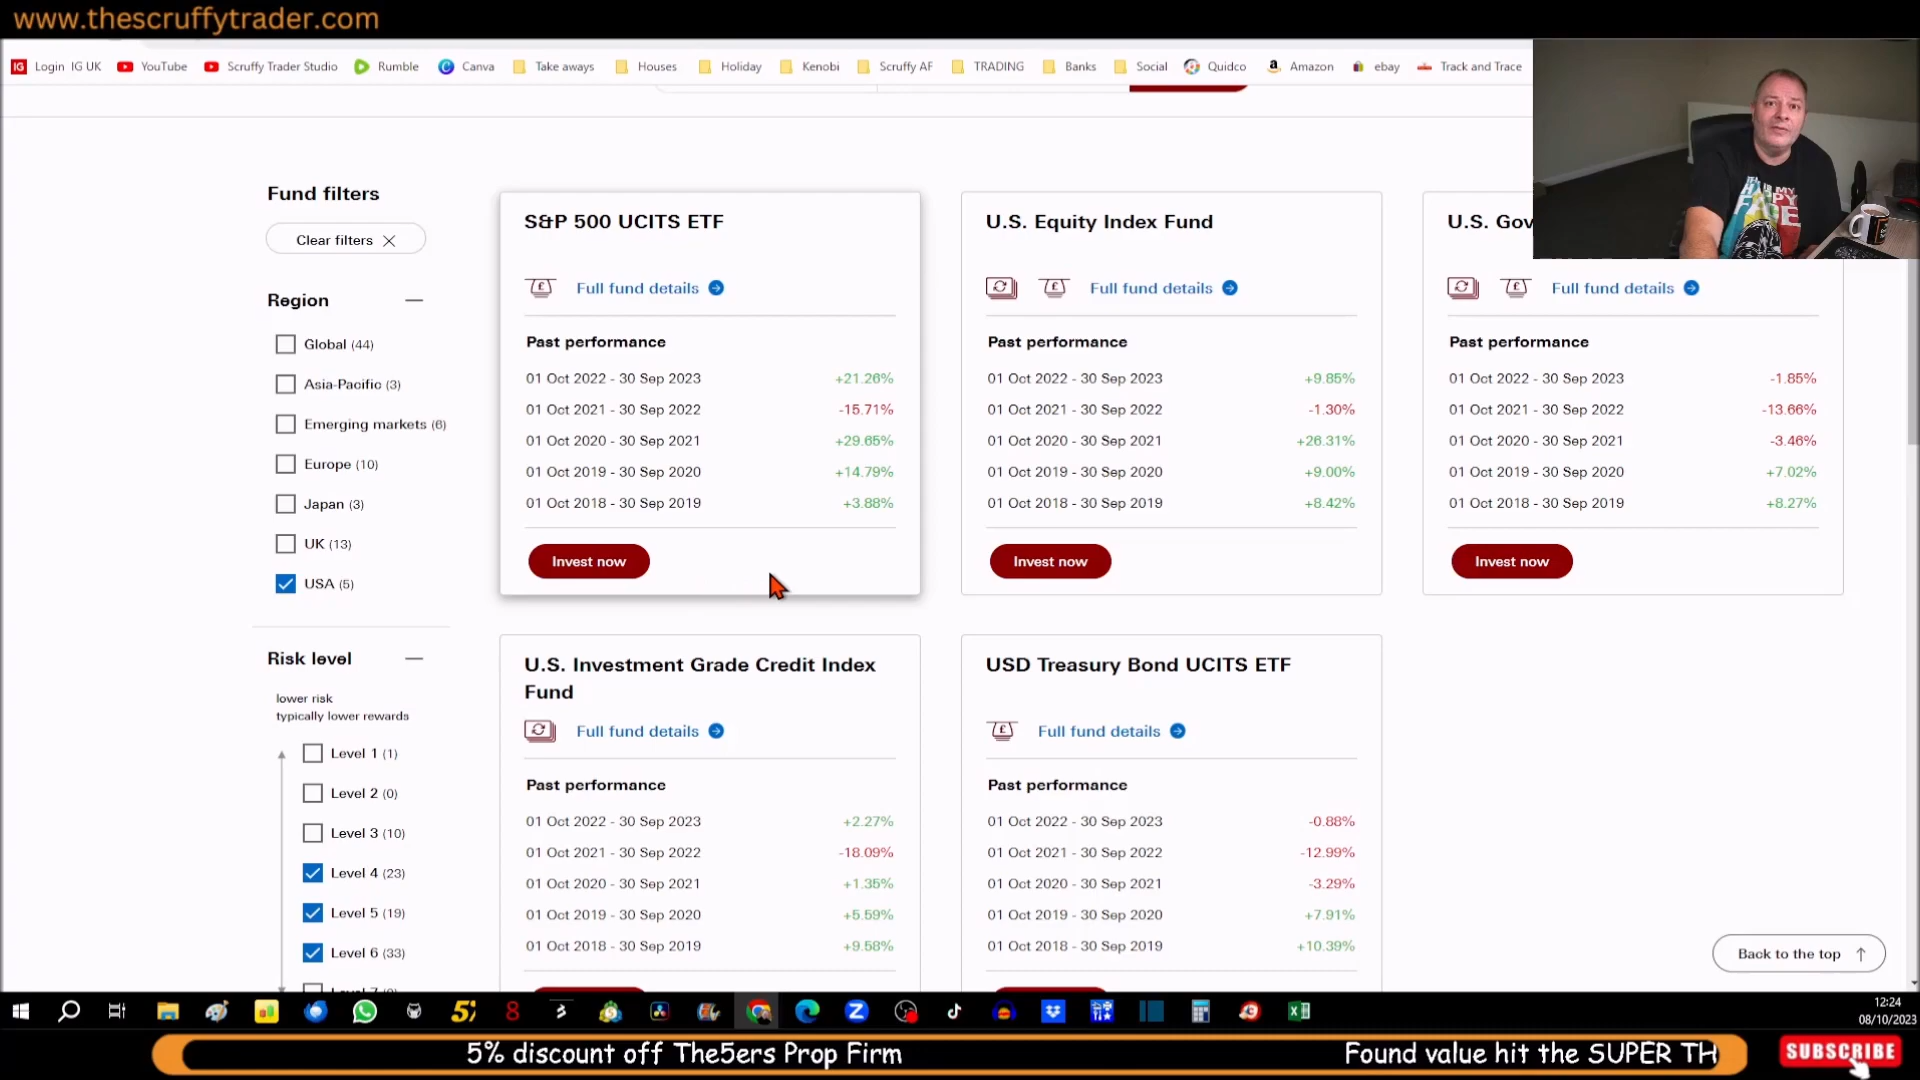 www.thescruffytrader.com
Login IG UK YouTube Scruffy Trader Studio Rumble Canva Take aways Houses Holiday Kenobi Scruffy AF TRADING Banks Social Quidco Amazon ebay Track and Trace
Fund filters
Clear filters
Region
Global (44)
Asia-Pacific (3)
Emerging markets (6)
Europe (10)
Japan (3)
UK (13)
USA (5)
Risk level
lower risk
typically lower rewards
Level 1 (1)
Level 2 (0)
Level 3 (10)
Level 4 (23)
Level 5 (19)
Level 6 (33)
S&P 500 UCITS ETF
Full fund details
Past performance
01 Oct 2022 - 30 Sep 2023 +21.26%
01 Oct 2021 - 30 Sep 2022 -15.71%
01 Oct 2020 - 30 Sep 2021 +29.65%
01 Oct 2019 - 30 Sep 2020 +14.79%
01 Oct 2018 - 30 Sep 2019 +3.88%
Invest now
U.S. Equity Index Fund
Full fund details
Past performance
01 Oct 2022 - 30 Sep 2023 +9.85%
01 Oct 2021 - 30 Sep 2022 -1.30%
01 Oct 2020 - 30 Sep 2021 +26.31%
01 Oct 2019 - 30 Sep 2020 +9.00%
01 Oct 2018 - 30 Sep 2019 +8.42%
Invest now
U.S. Gov
Full fund details
Past performance
01 Oct 2022 - 30 Sep 2023 -1.85%
01 Oct 2021 - 30 Sep 2022 -13.66%
01 Oct 2020 - 30 Sep 2021 -3.46%
01 Oct 2019 - 30 Sep 2020 +7.02%
01 Oct 2018 - 30 Sep 2019 +8.27%
Invest now
U.S. Investment Grade Credit Index
Fund
Full fund details
Past performance
01 Oct 2022 - 30 Sep 2023 +2.27%
01 Oct 2021 - 30 Sep 2022 -18.09%
01 Oct 2020 - 30 Sep 2021 +1.35%
01 Oct 2019 - 30 Sep 2020 +5.59%
01 Oct 2018 - 30 Sep 2019 +9.58%
USD Treasury Bond UCITS ETF
Full fund details
Past performance
01 Oct 2022 - 30 Sep 2023 -0.88%
01 Oct 2021 - 30 Sep 2022 -12.99%
01 Oct 2020 - 30 Sep 2021 -3.29%
01 Oct 2019 - 30 Sep 2020 +7.91%
01 Oct 2018 - 30 Sep 2019 +10.39%
Back to the top
12:24
08/10/2023
5% discount off The5ers Prop Firm
Found value hit the SUPER TH
SUBSCRIBE